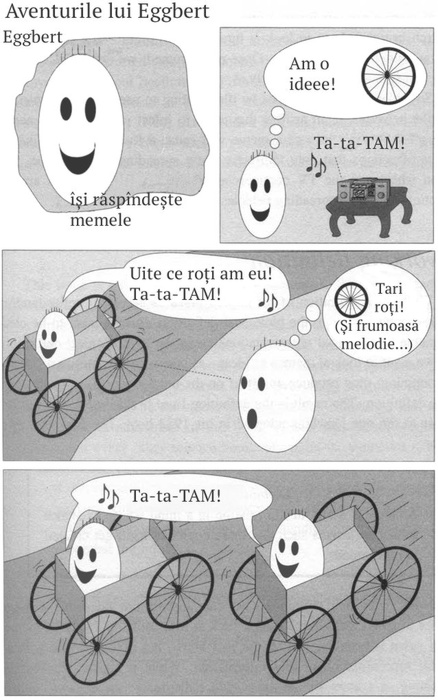 Aventurile lui Eggbert
Eggbert
își răspîndește
memele
Am o
ideee!
Ta-ta-TAM!
Uite ce roți am eu!
Ta-ta-TAM!
Tari
roți!
(Și frumoasă
melodie...)
Ta-ta-TAM!